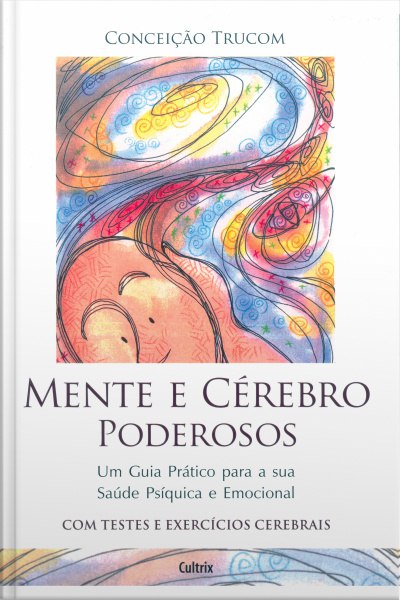 Conceição Trucom
Mente e Cérebro
Poderosos
Um Guia Prático para a sua
Saúde Psíquica e Emocional
com testes e exercícios cerebrais
Cultrix